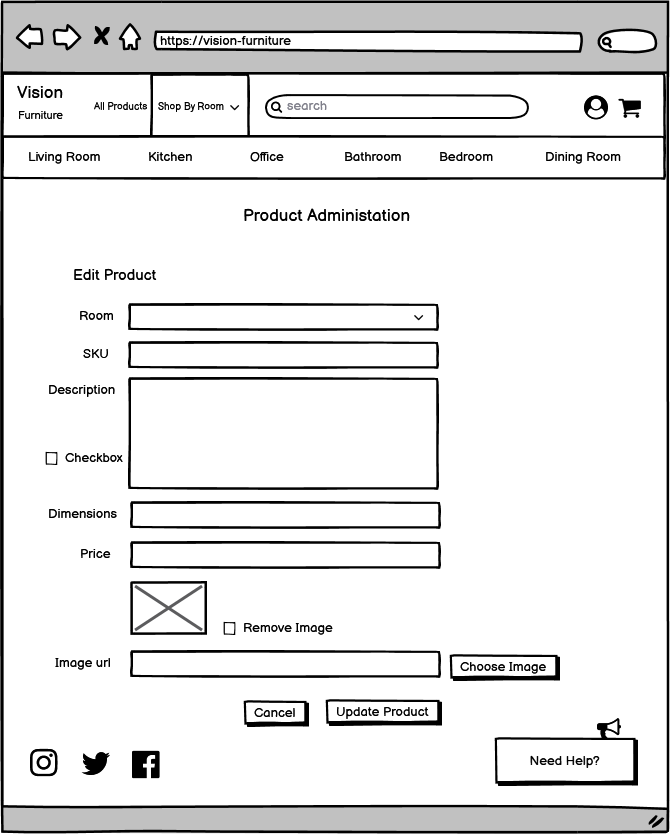 https://vision-furniture
Vision
Furniture
All Products
Shop By Room
search
Living Room
Kitchen
Office
Bathroom
Bedroom
Dining Room
Product Administation
Edit Product
Room
SKU
Description
Checkbox
Dimensions
Price
Remove Image
Image url
Choose Image
Cancel
Update Product
Need Help?